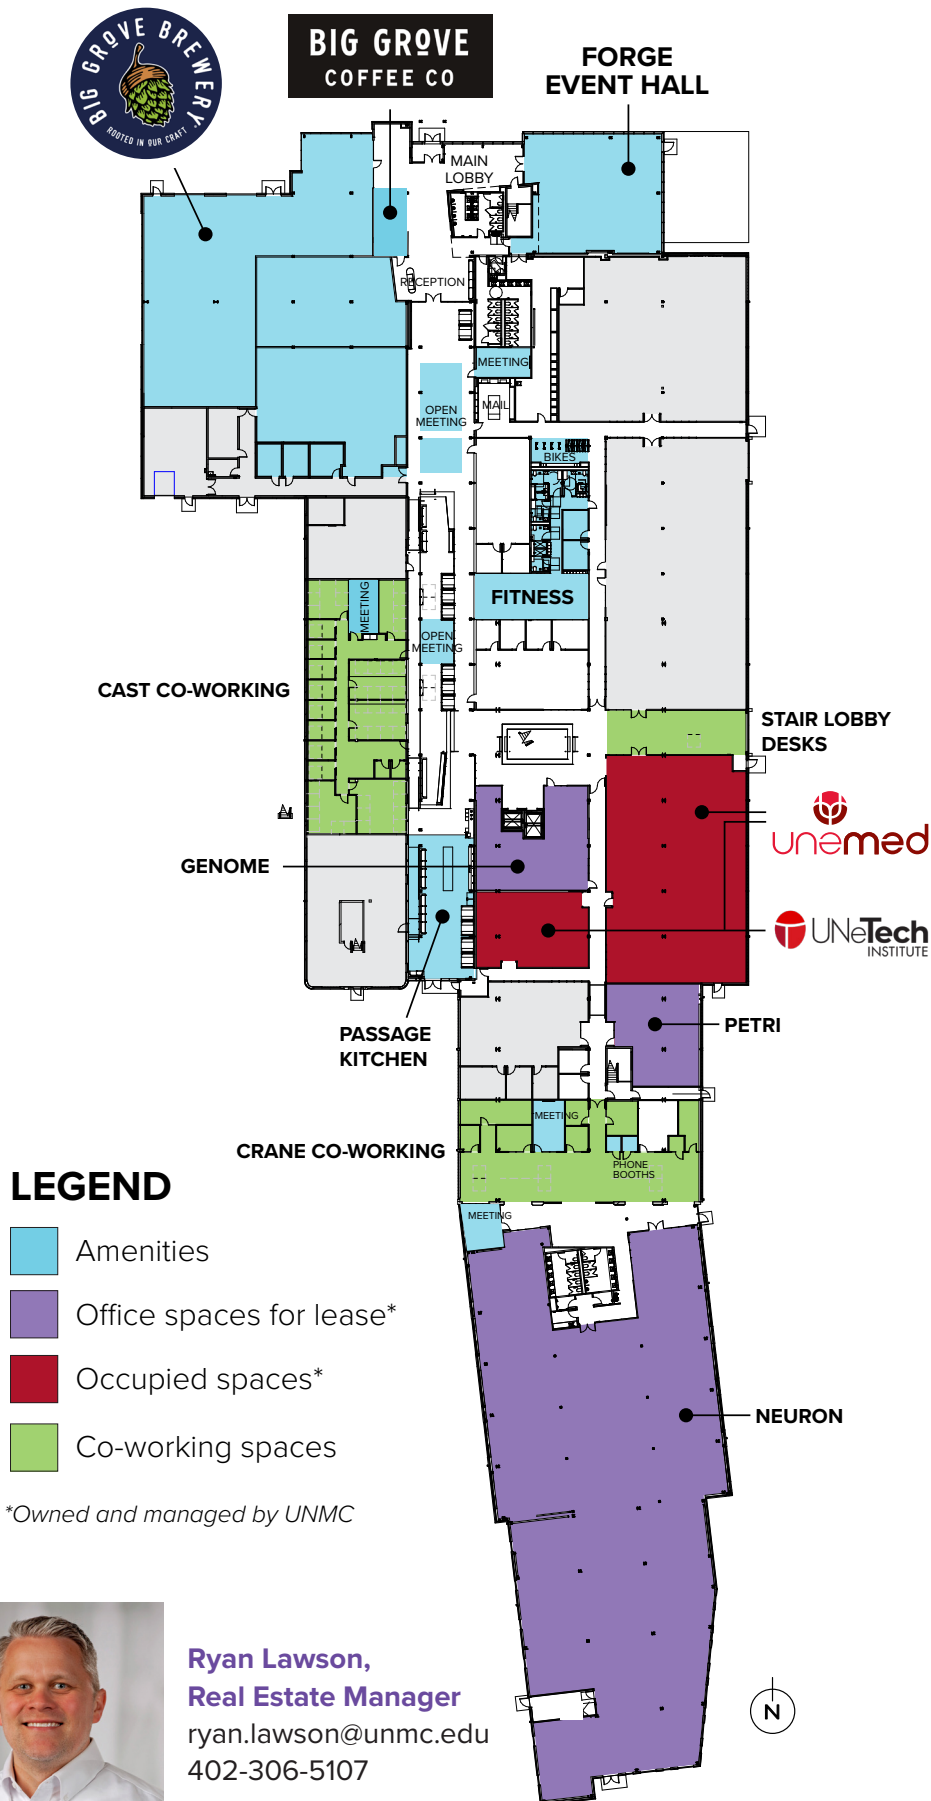 BIG GROVE BREWERY
ROOTED IN OUR CRAFT
BIG GROVE
COFFEE CO
FORGE
EVENT HALL
MAIN
LOBBY
RECEPTION
MEETING
OPEN
MEETING
MAIL
BIKES
FITNESS
MEETING
OPEN
MEETING
CAST CO-WORKING
STAIR LOBBY
DESKS
unemed
GENOME
UNeTech
INSTITUTE
PASSAGE
KITCHEN
PETRI
MEETING
CRANE CO-WORKING
PHONE
BOOTHS
MEETING
LEGEND
Amenities
Office spaces for lease*
Occupied spaces*
Co-working spaces
*Owned and managed by UNMC
NEURON
Ryan Lawson,
Real Estate Manager
ryan.lawson@unmc.edu
402-306-5107
N